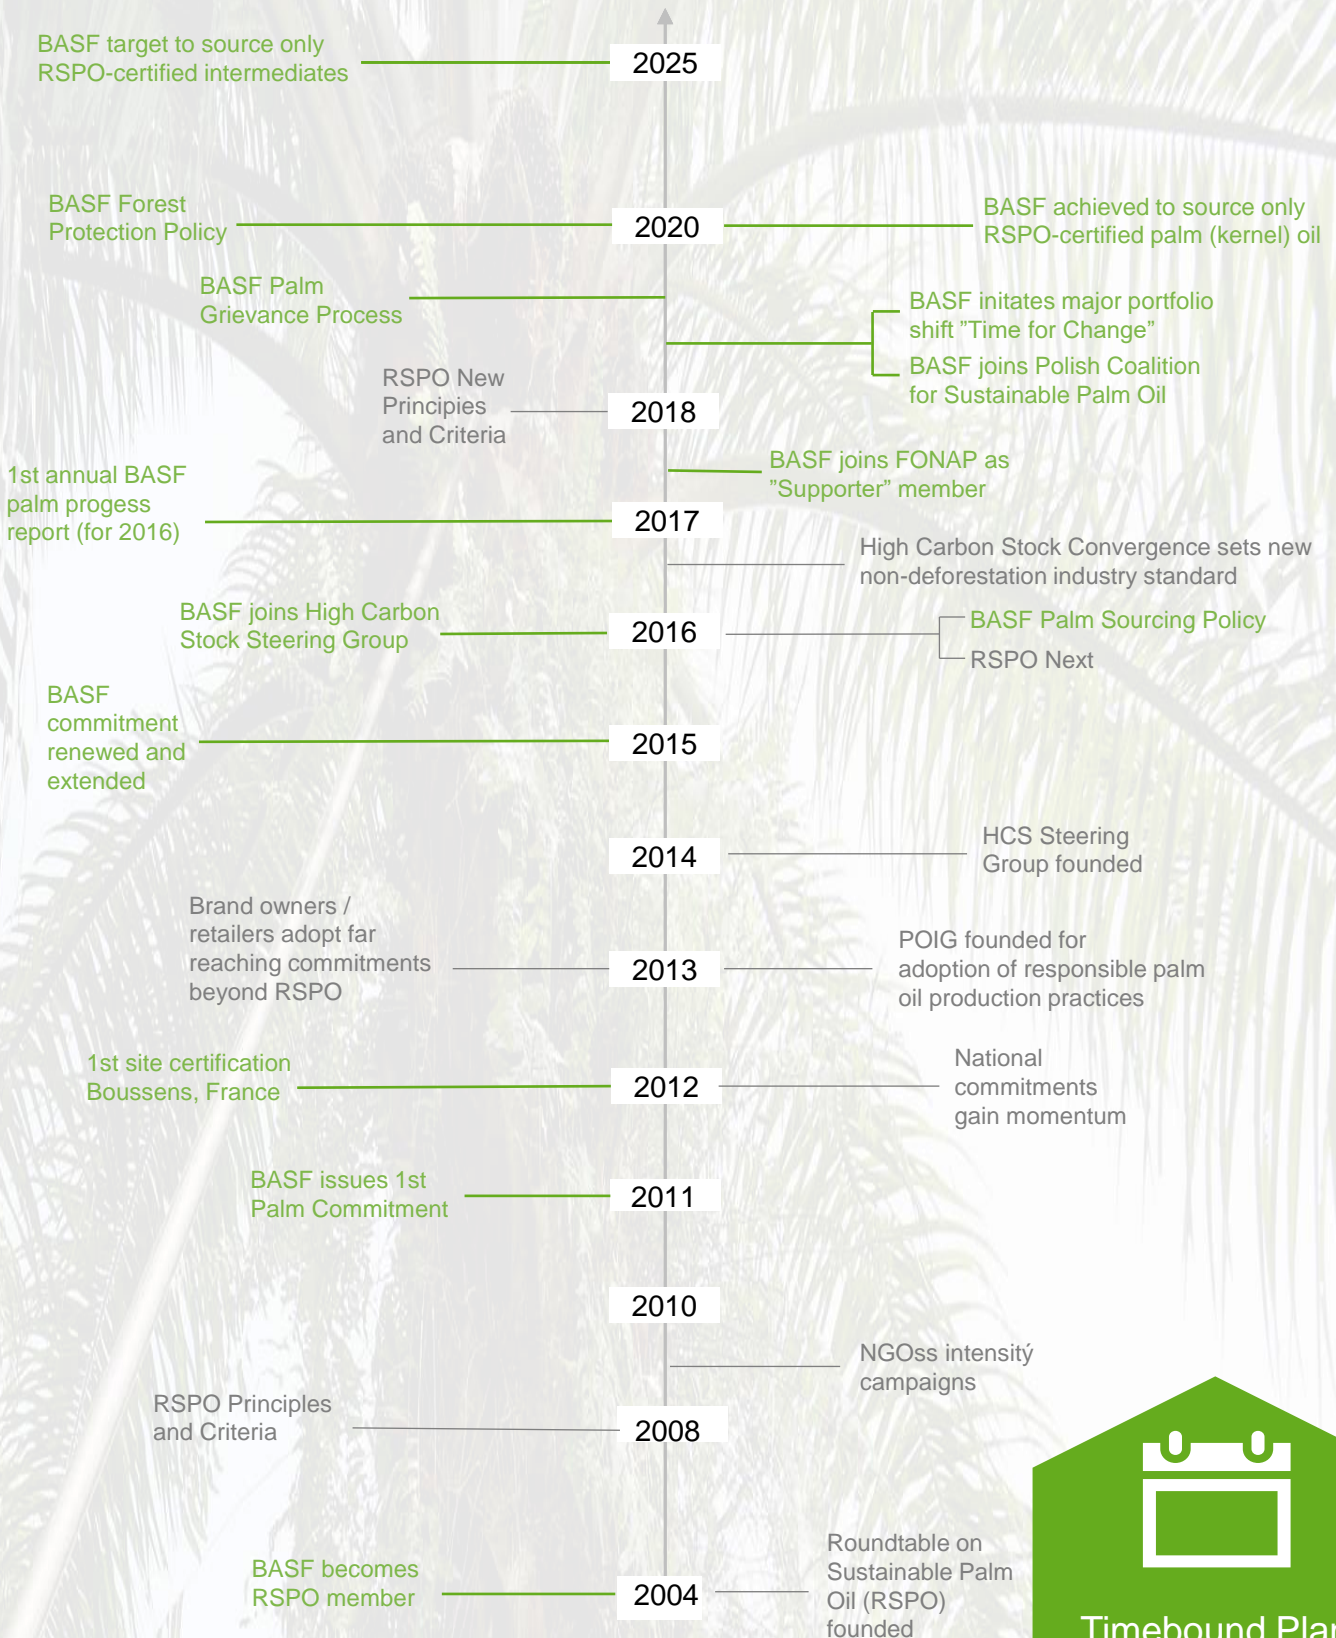 BASF target to source only
RSPO-certified intermediates
2025
BASF Forest
Protection Policy
2020
BASF achieved to source only
RSPO-certified palm (kernel) oil
BASF Palm
Grievance Process
BASF initates major portfolio
shift ”Time for Change”
BASF joins Polish Coalition
for Sustainable Palm Oil
RSPO New
Principies
and Criteria
2018
BASF joins FONAP as
”Supporter” member
1st annual BASF
palm progess
report (for 2016)
2017
High Carbon Stock Convergence sets new
non-deforestation industry standard
BASF joins High Carbon
Stock Steering Group
2016
BASF Palm Sourcing Policy
RSPO Next
BASF
commitment
renewed and
extended
2015
2014
HCS Steering
Group founded
Brand owners /
retailers adopt far
reaching commitments
beyond RSPO
2013
POIG founded for
adoption of responsible palm
oil production practices
1st site certification
Boussens, France
2012
National
commitments
gain momentum
BASF issues 1st
Palm Commitment
2011
2010
NGOss intensitý
campaigns
RSPO Principles
and Criteria
2008
BASF becomes
RSPO member
2004
Roundtable on
Sustainable Palm
Oil (RSPO)
founded
Timebound Plan